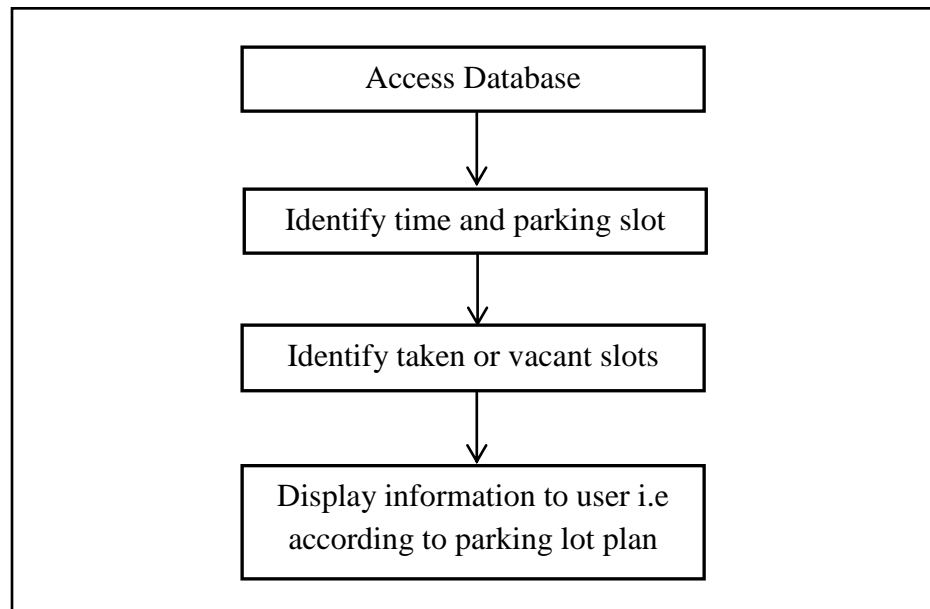 Access Database
Identify time and parking slot
Identify taken or vacant slots
Display information to user i.e
according to parking lot plan